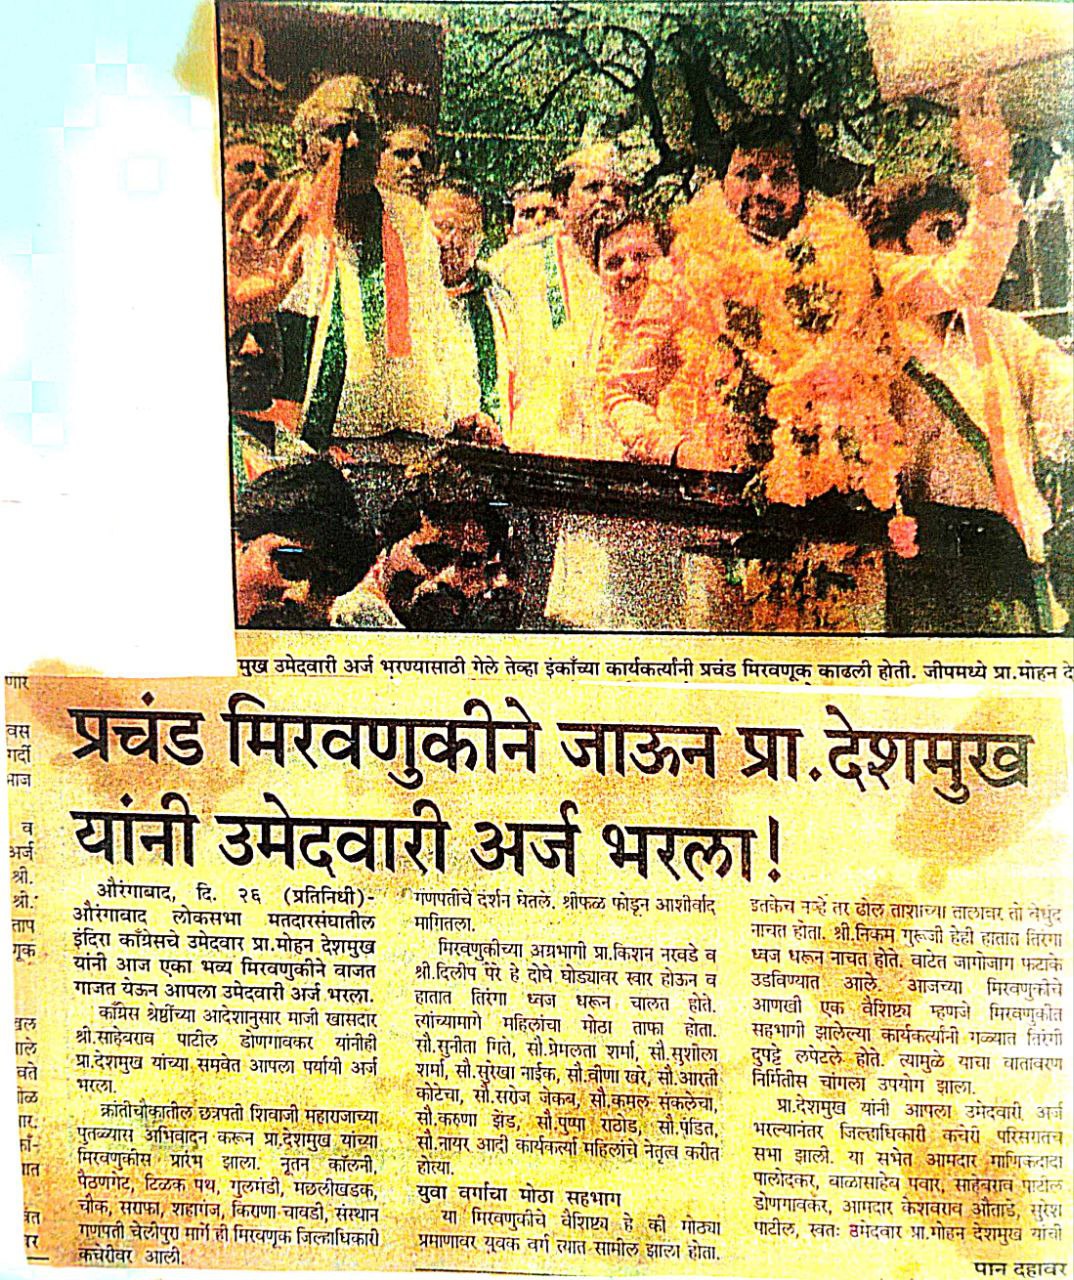 मुख उमेदवारी अर्ज भरण्यासाठी गेले तेव्हा इंकाँच्या कार्यकर्त्यांनी प्रचंड मिरवणूक काढली होती. जीपमध्ये प्रा.मोहन दे
प्रचंड मिरवणुकीने जाऊन प्रा.देशमुख
यांनी उमेदवारी अर्ज भरला!
औरंगाबाद, दि. २६ (प्रतिनिधी)-
औरंगाबाद लोकसभा मतदारसंघातील
इंदिरा काँग्रेसचे उमेदवार प्रा.मोहन देशमुख
यांनी आज एका भव्य मिरवणुकीने वाजत
गाजत येऊन आपला उमेदवारी अर्ज भरला.
काँग्रेस श्रेष्ठींच्या आदेशानुसार माजी खासदार
श्री.साहेबराव पाटील डोणगावकर यांनीही
प्रा.देशमुख यांच्या समवेत आपला पर्यायी अर्ज
भरला.
क्रांतीचौकातील छत्रपती शिवाजी महाराजाच्या
पुतळ्यास अभिवादन करून प्रा.देशमुख यांच्या
मिरवणुकीस प्रारंभ झाला. नूतन कॉलनी,
पैठणगेट, टिळक पथ, गुलमंडी, मछलीखडक,
चौक, सराफा, शहागंज, किराणा चावडी, संस्थान
गणपती चेलीपुरा मार्गे ही मिरवणूक जिल्हाधिकारी
कचेरीवर आली.
गणपतीचे दर्शन घेतले. श्रीफळ फोडून आशीर्वाद
मागितला.
मिरवणुकीच्या अग्रभागी प्रा.किशन नरवडे व
श्री.दिलीप पेरे हे दोघे घोड्यावर स्वार होऊन व
हातात तिरंगा ध्वज धरून चालत होते.
त्यांच्यामागे महिलांचा मोठा ताफा होता.
सौ.सुनीता गिते, सौ.प्रेमलता शर्मा, सौ.सुशीला
शर्मा, सौ.सुरेखा नाईक, सौ.वीणा खरे, सौ.आरती
कोटेचा, सौ.सरोज जेकब, सौ.कमल संकलेचा,
सौ.करुणा झेंड, सौ.पुष्पा राठोड, सौ.पंडित,
सौ.नायर आदी कार्यकर्त्या महिलांचे नेतृत्व करीत
होत्या.
युवा वर्गाचा मोठा सहभाग
या मिरवणुकीचे वैशिष्ट्य हे की मोठ्या
प्रमाणावर युवक वर्ग त्यात सामील झाला होता.
इतकेच नव्हे तर ढोल ताशाच्या तालावर तो बेधुंद
नाचत होता. श्री.निकम गुरूजी हेही हातात तिरंगा
ध्वज धरून नाचत होते. वाटेत जागोजाग फटाके
उडविण्यात आले. आजच्या मिरवणुकीचे
आणखी एक वैशिष्ट्य म्हणजे मिरवणुकीत
सहभागी झालेल्या कार्यकर्त्यांनी गळ्यात तिरंगी
दुपट्टे लपेटले होते. त्यामुळे याचा वातावरण
निर्मितीस चांगला उपयोग झाला.
प्रा.देशमुख यांनी आपला उमेदवारी अर्ज
भरल्यानंतर जिल्हाधिकारी कचेरी परिसरातच
सभा झाली. या सभेत आमदार माणिकदादा
पालोदकर, बाळासाहेब पवार, साहेबराव पाटील
डोणगावकर, आमदार केशवराव औताडे, सुरेश
पाटील, स्वतः उमेदवार प्रा.मोहन देशमुख यांची
पान दहावर